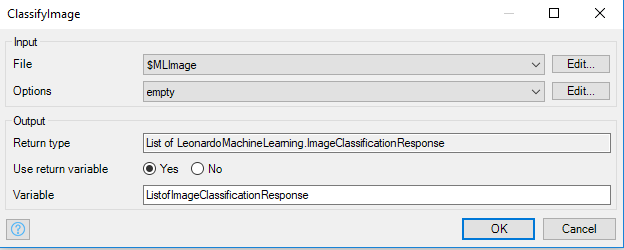 ClassifyImage
Input
File $MLImage Edit...
Options empty Edit...
Output
Return type List of LeonardoMachineLearning.ImageClassificationResponse
Use return variable Yes No
Variable ListofImageClassificationResponse
? OK Cancel